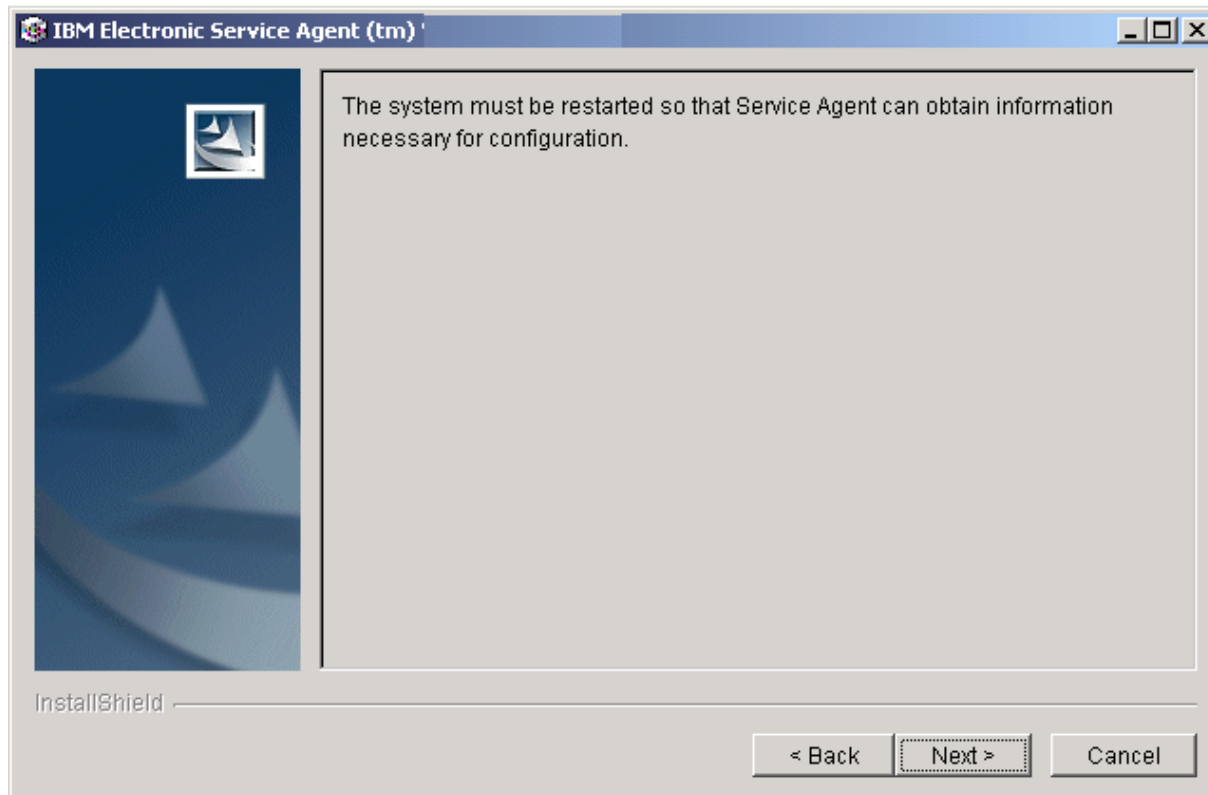 IBM Electronic Service Agent (tm) '
The system must be restarted so that Service Agent can obtain information
necessary for configuration.
InstallShield
< Back Next > Cancel